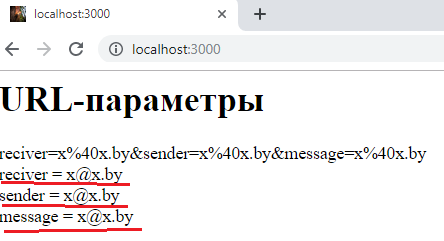 localhost:3000
localhost:3000
URL-параметры
reciver=x%40x.by&sender=x%40x.by&message=x%40x.by
reciver = x@x.by
sender = x@x.by
message = x@x.by